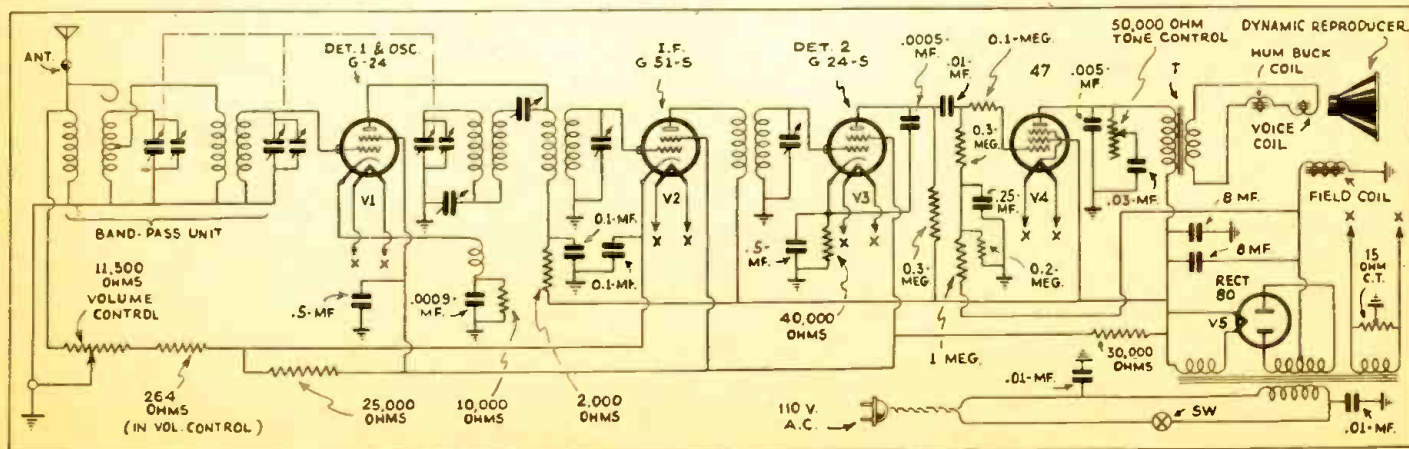 ANT.
DET. 1 & OSC.
G-24
I.F.
G 51-S
DET. 2
G 24-S
.0005-
MF.
.01-
MF.
0.1-MEG.
47
.005-
MF.
50,000 OHM
TONE CONTROL
T
DYNAMIC REPRODUCER
HUM BUCK
COIL
VOICE
COIL
V1
V2
V3
V4
0.3-
MEG.
.25-
MF.
.03-MF.
8 MF.
8 MF.
FIELD COIL
BAND-PASS UNIT
11,500
OHMS
VOLUME
CONTROL
.5-MF
.0009-
MF.
0.1-MF.
0.1-MF.
.5-
MF.
0.3-
MEG.
0.2-
MEG.
RECT
80
V5
15
OHM
C.T.
X X
X X
X X
X X
X X
264
OHMS
(IN VOL. CONTROL)
25,000
OHMS
10,000
OHMS
2,000
OHMS
40,000
OHMS
1 MEG.
30,000
OHMS
.01-MF.
110 V.
A.C.
SW
.01-MF.